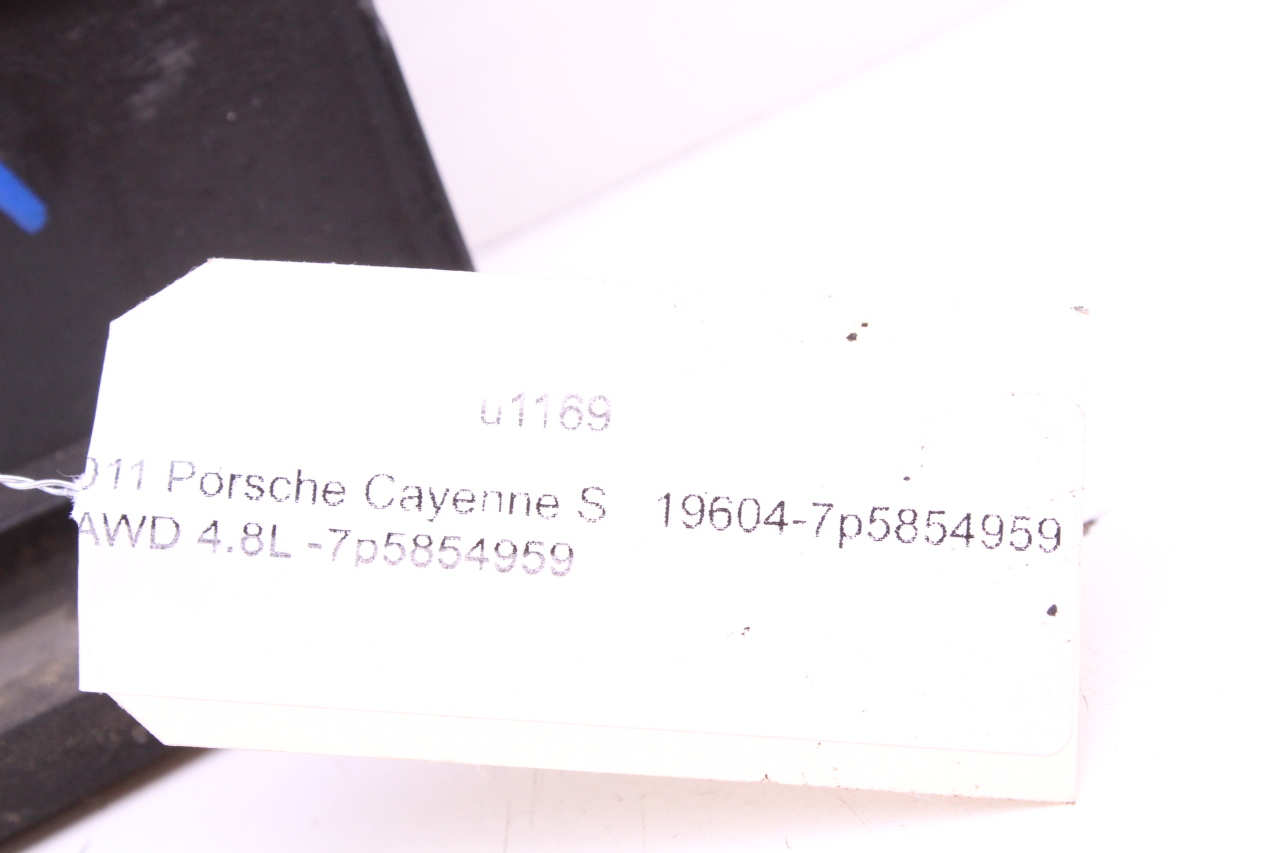 u1169
011 Porsche Cayenne S 19604-7p5854959
AWD 4.8L -7p5854959